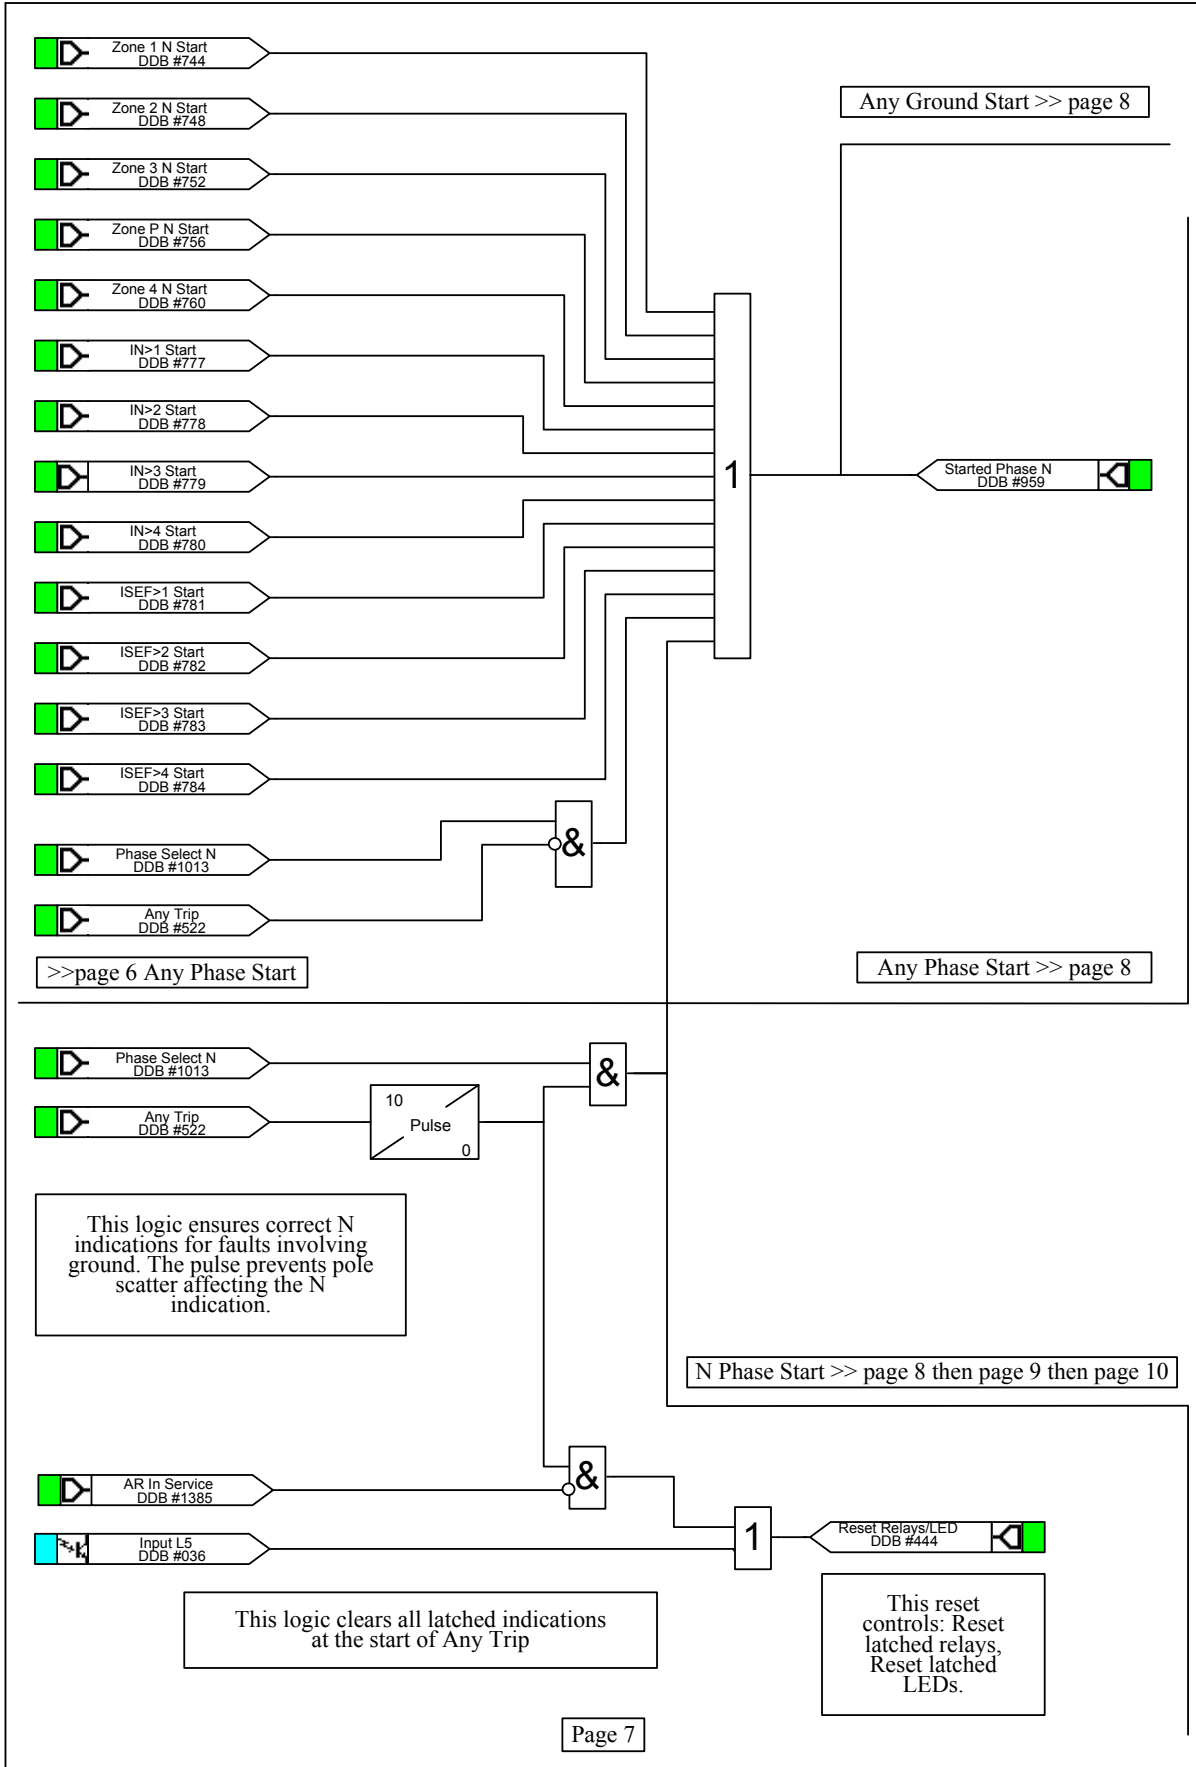 Zone 1 N Start
DDB #744
Zone 2 N Start
DDB #748
Any Ground Start >> page 8
Zone 3 N Start
DDB #752
Zone P N Start
DDB #756
Zone 4 N Start
DDB #760
IN>1 Start
DDB #777
IN>2 Start
DDB #778
IN>3 Start
DDB #779
1
Started Phase N
DDB #959
IN>4 Start
DDB #780
ISEF>1 Start
DDB #781
ISEF>2 Start
DDB #782
ISEF>3 Start
DDB #783
ISEF>4 Start
DDB #784
Phase Select N
DDB #1013
&
Any Trip
DDB #522
>>page 6 Any Phase Start
Any Phase Start >> page 8
Phase Select N
DDB #1013
&
Any Trip
DDB #522
10
Pulse
0
This logic ensures correct N
indications for faults involving
ground. The pulse prevents pole
scatter affecting the N
indication.
N Phase Start >> page 8 then page 9 then page 10
AR In Service
DDB #1385
&
Input L5
DDB #036
1
Reset Relays/LED
DDB #444
This logic clears all latched indications
at the start of Any Trip
This reset
controls: Reset
latched relays,
Reset latched
LEDs.
Page 7